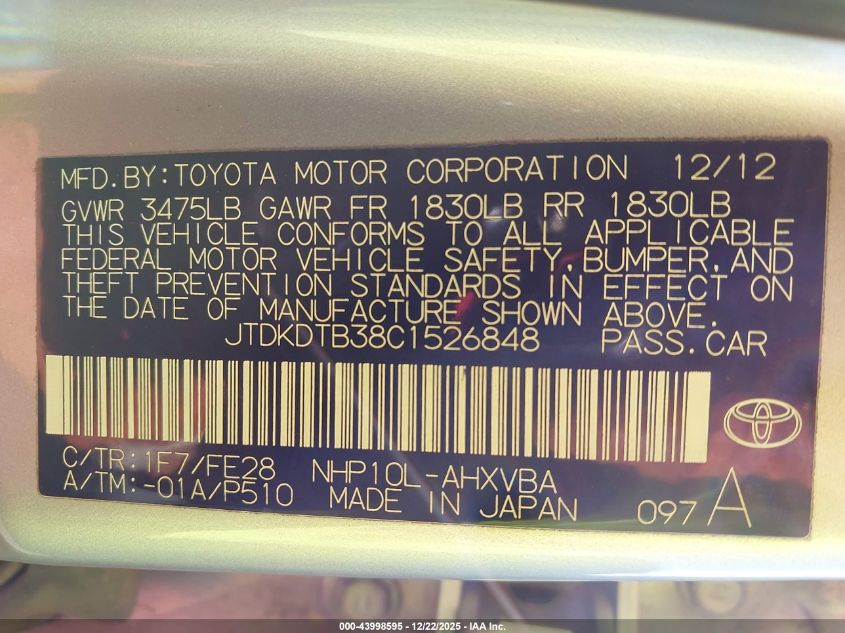 MFD.BY:TOYOTA MOTOR CORPORATION 12/12
GVWR 3475LB GAWR FR 1830LB RR 1830LB
THIS VEHICLE CONFORMS TO ALL APPLICABLE
FEDERAL MOTOR VEHICLE SAFETY,BUMPER,AND
THEFT PREVENTION STANDARDS IN EFFECT ON
THE DATE OF MANUFACTURE SHOWN ABOVE.
JTDKDTB38C1526848 PASS.CAR
C/TR:1F7/FE28 NHP10L-AHXVBA
A/TM:-01A/P510 MADE IN JAPAN 097 A
000-43998595 - 12/22/2025 - IAA Inc.